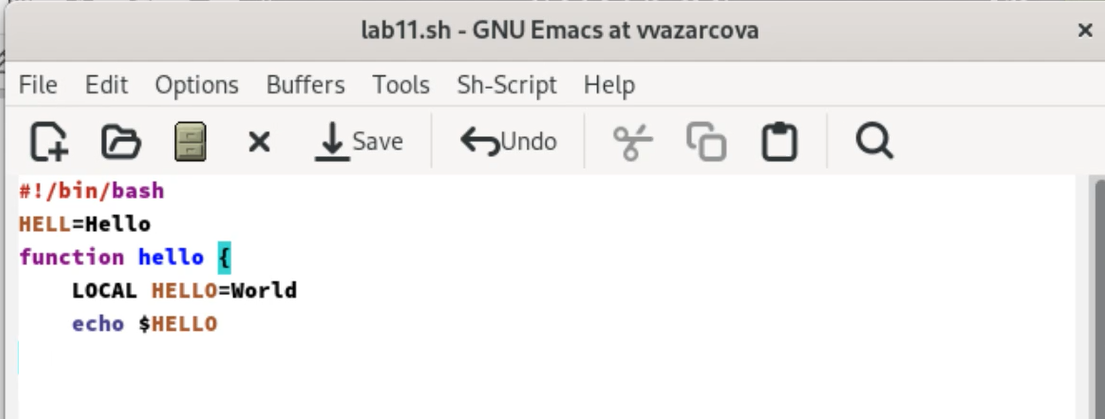 lab11.sh - GNU Emacs at vvazarcova
File Edit Options Buffers Tools Sh-Script Help
Save Undo
#!/bin/bash
HELL=Hello
function hello {
    LOCAL HELLO=World
    echo $HELLO